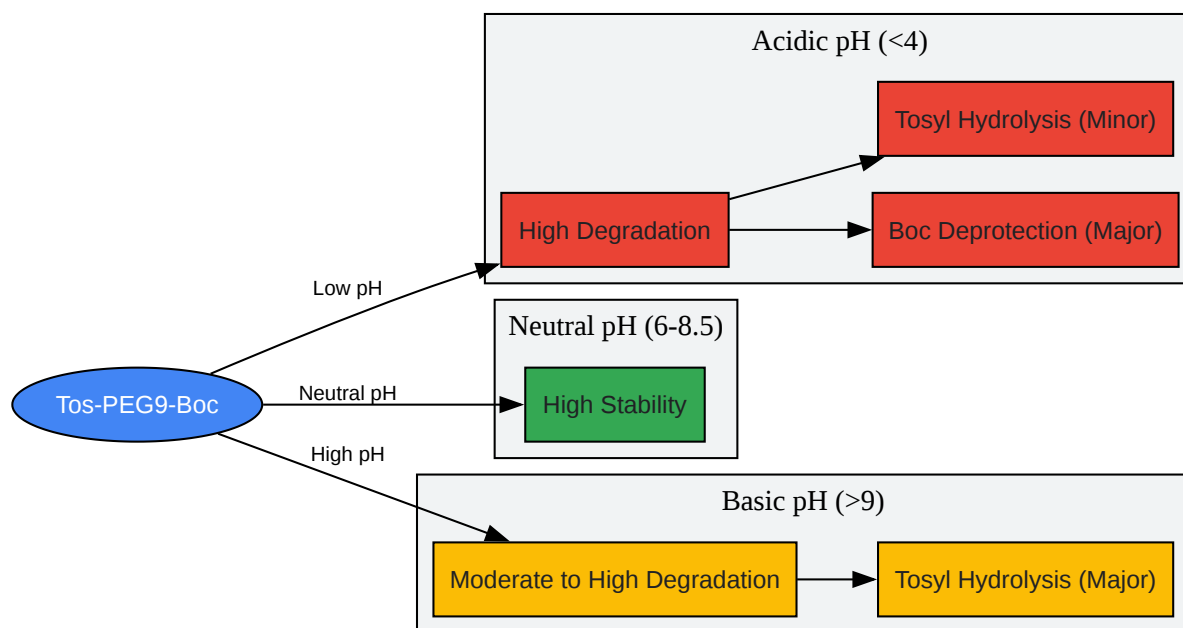 Acidic pH (<4)
Tosyl Hydrolysis (Minor)
High Degradation
Boc Deprotection (Major)
Low pH
Neutral pH (6-8.5)
Tos-PEG9-Boc
Neutral pH
High Stability
High pH
Basic pH (>9)
Moderate to High Degradation
Tosyl Hydrolysis (Major)